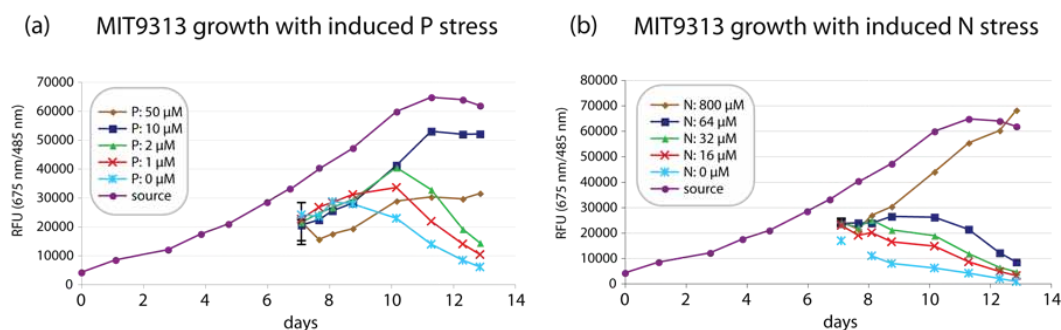 (a) MIT9313 growth with induced P stress
70000
60000
50000
40000
30000
20000
10000
0
RFU (675 nm/485 nm)
P: 50 µM
P: 10 µM
P: 2 µM
P: 1 µM
P: 0 µM
source
0 2 4 6 8 10 12 14
days
(b) MIT9313 growth with induced N stress
80000
70000
60000
50000
40000
30000
20000
10000
0
RFU (675 nm/485 nm)
N: 800 µM
N: 64 µM
N: 32 µM
N: 16 µM
N: 0 µM
source
0 2 4 6 8 10 12 14
days